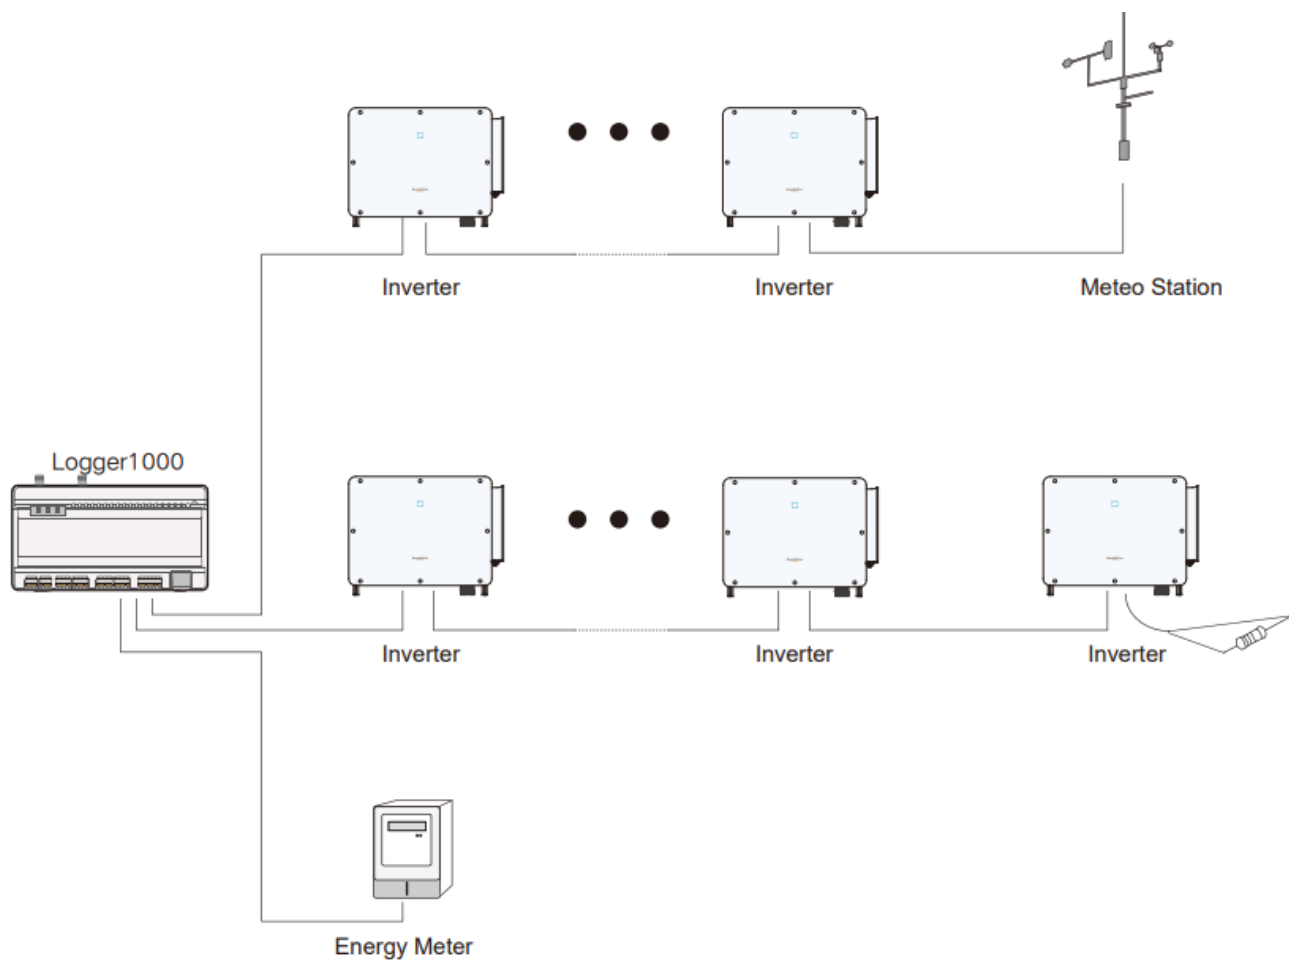 Inverter
Inverter
Meteo Station
Logger1000
Inverter
Inverter
Inverter
Energy Meter